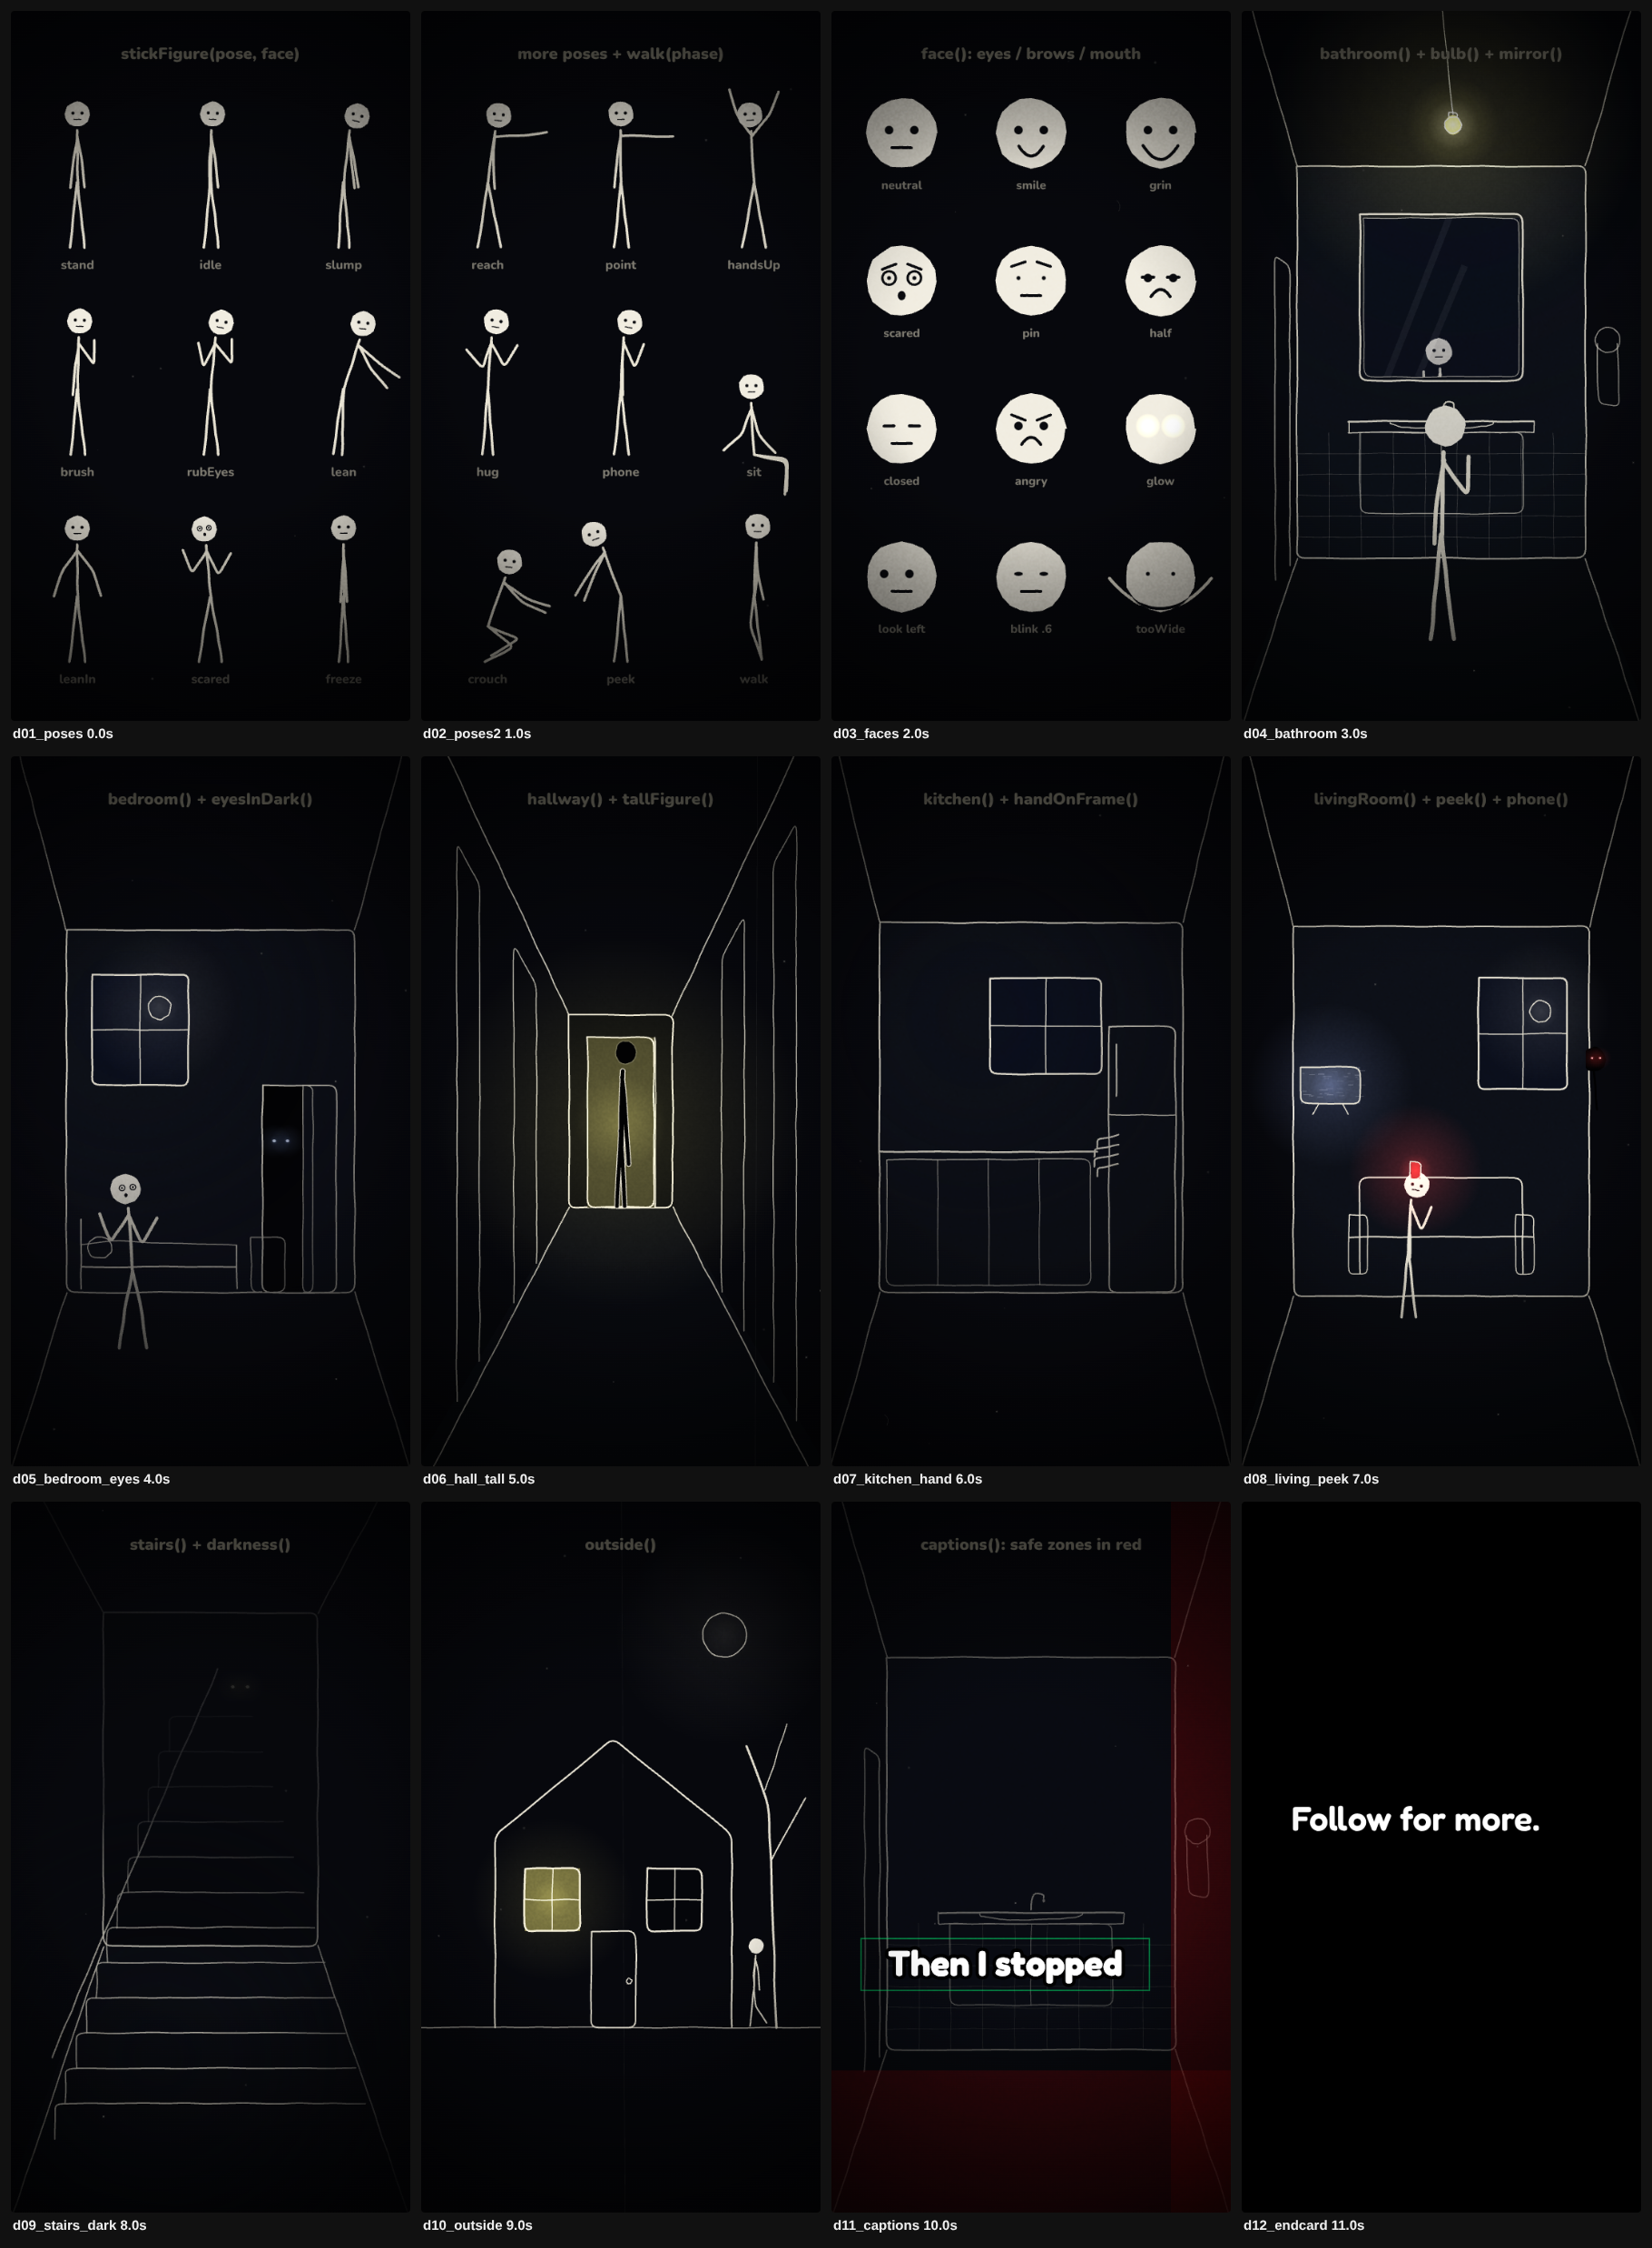 stickFigure(pose, face)
stand
idle
slump
brush
rubEyes
lean
leanIn
scared
freeze
d01_poses 0.0s
more poses + walk(phase)
reach
point
handsUp
hug
phone
sit
crouch
peek
walk
d02_poses2 1.0s
face(): eyes / brows / mouth
neutral
smile
grin
scared
pin
half
closed
angry
glow
look left
blink .6
tooWide
d03_faces 2.0s
bathroom() + bulb() + mirror()
d04_bathroom 3.0s
bedroom() + eyesInDark()
d05_bedroom_eyes 4.0s
hallway() + tallFigure()
d06_hall_tall 5.0s
kitchen() + handOnFrame()
d07_kitchen_hand 6.0s
livingRoom() + peek() + phone()
d08_living_peek 7.0s
stairs() + darkness()
d09_stairs_dark 8.0s
outside()
d10_outside 9.0s
captions(): safe zones in red
Then I stopped
d11_captions 10.0s
Follow for more.
d12_endcard 11.0s